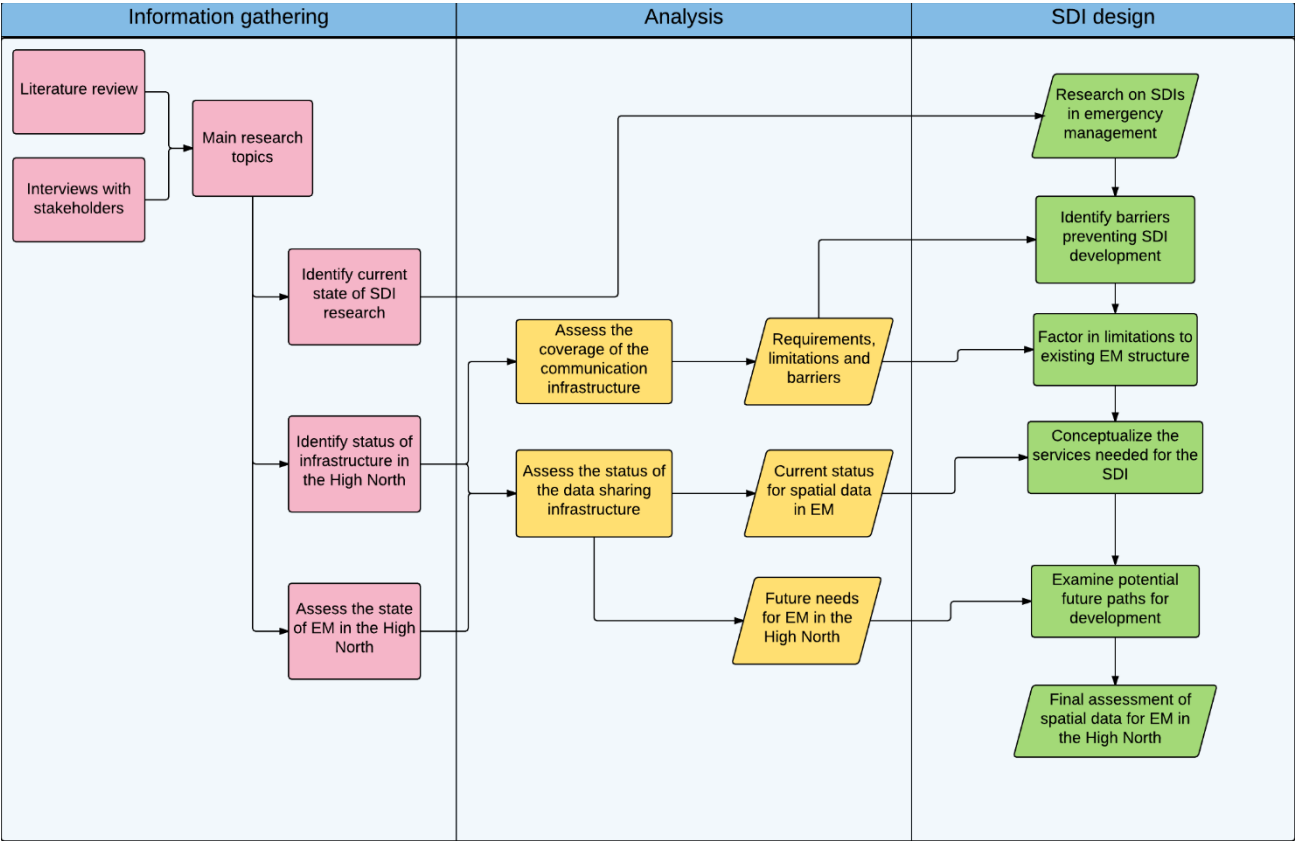 Information gathering
Analysis
SDI design
Literature review
Interviews with
stakeholders
Main research
topics
Identify current
state of SDI
research
Identify status of
infrastructure in
the High North
Assess the state
of EM in the High
North
Assess the
coverage of the
communication
infrastructure
Requirements,
limitations and
barriers
Assess the status of
the data sharing
infrastructure
Current status
for spatial data
in EM
Future needs
for EM in the
High North
Research on SDIs
in emergency
management
Identify barriers
preventing SDI
development
Factor in limitations to
existing EM structure
Conceptualize the
services needed for the
SDI
Examine potential
future paths for
development
Final assessment of
spatial data for EM in
the High North